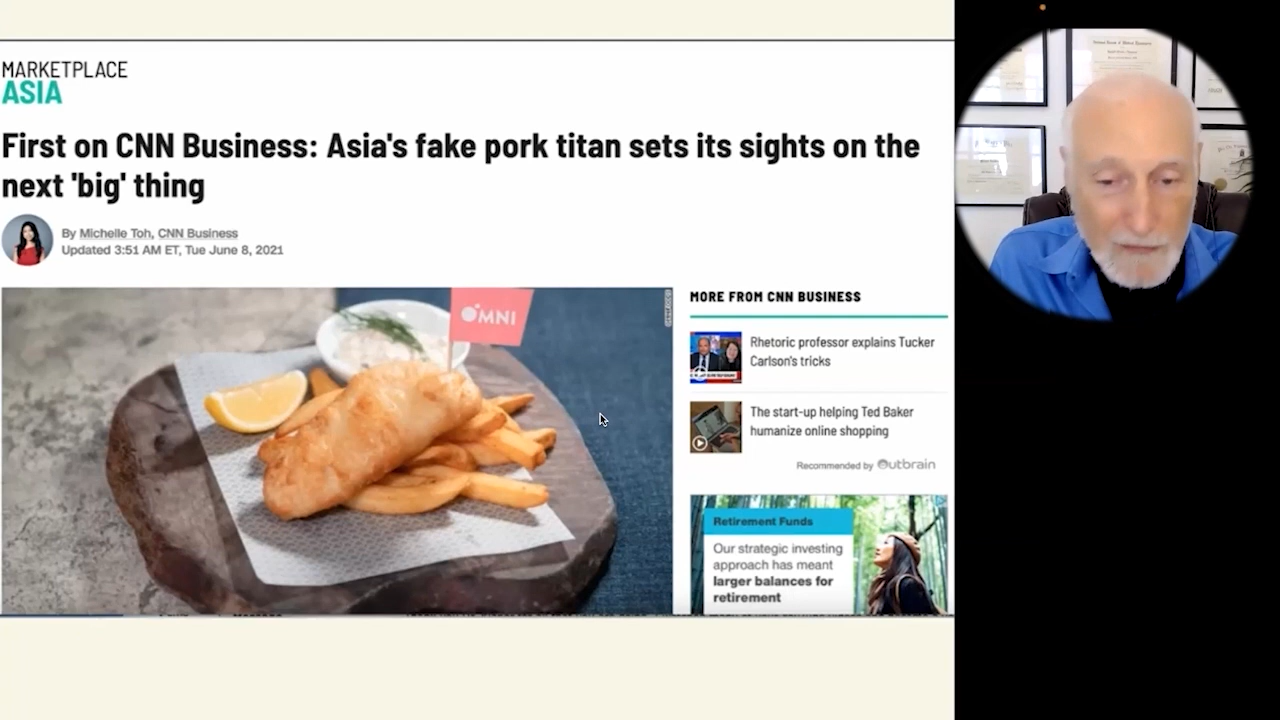 MARKETPLACE
ASIA
First on CNN Business: Asia's fake pork titan sets its sights on the
next 'big' thing
By Michelle Toh, CNN Business
Updated 3:51 AM ET, Tue June 8, 2021
OMNI
MORE FROM CNN BUSINESS
Rhetoric professor explains Tucker
Carlson's tricks
The start-up helping Ted Baker
humanize online shopping
Recommended by Outbrain
Retirement Funds
Our strategic investing
approach has meant
larger balances for
retirement